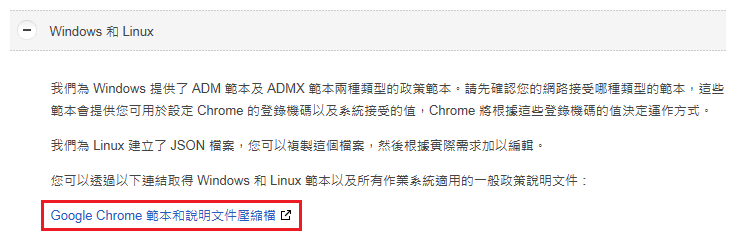 Windows 和 Linux
我們為 Windows 提供了 ADM 範本及 ADMX 範本兩種類型的政策範本。請先確認您的網路接受哪種類型的範本，這些
範本會提供您可用於設定 Chrome 的登錄機碼以及系統接受的值，Chrome 將根據這些登錄機碼的值決定運作方式。
我們為 Linux 建立了 JSON 檔案，您可以複製這個檔案，然後根據實際需求加以編輯。
您可以透過以下連結取得 Windows 和 Linux 範本以及所有作業系統適用的一般政策說明文件：
Google Chrome 範本和說明文件壓縮檔